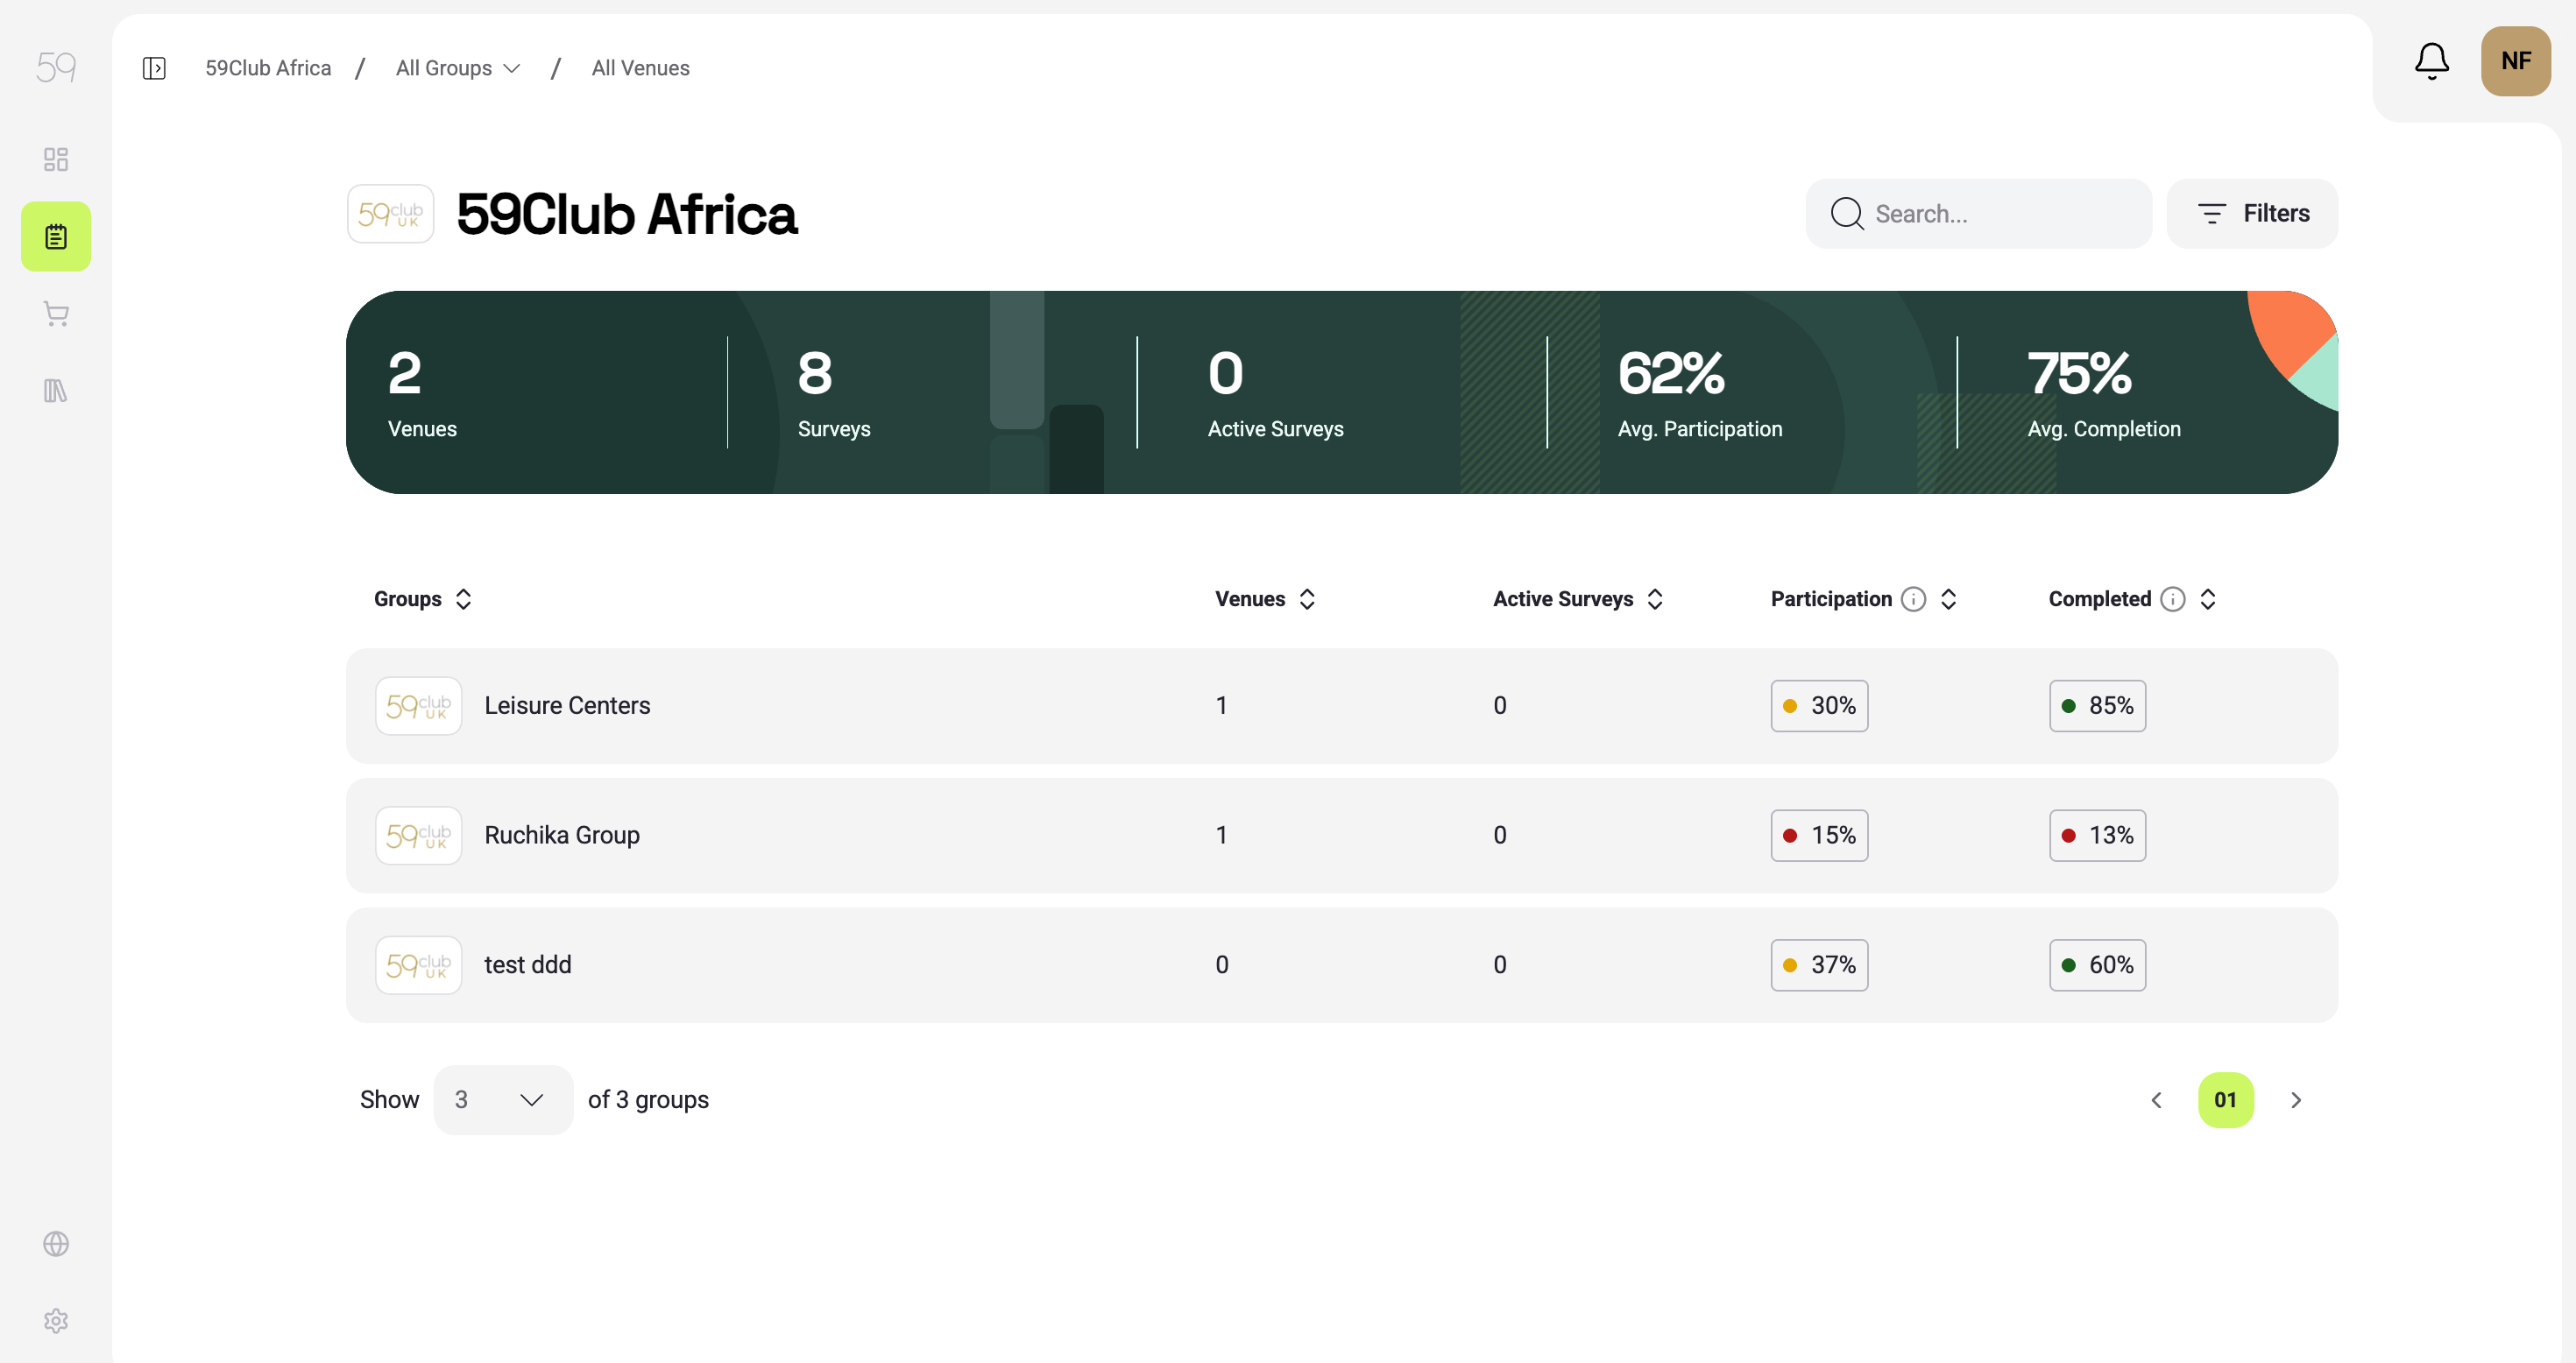 59
59Club Africa / All Groups / All Venues
NF
59club UK
59Club Africa
Search...
Filters
2
Venues
8
Surveys
0
Active Surveys
62%
Avg. Participation
75%
Avg. Completion
Groups Venues Active Surveys Participation Completed
59club UK Leisure Centers 1 0 30% 85%
59club UK Ruchika Group 1 0 15% 13%
59club UK test ddd 0 0 37% 60%
Show 3 of 3 groups
01